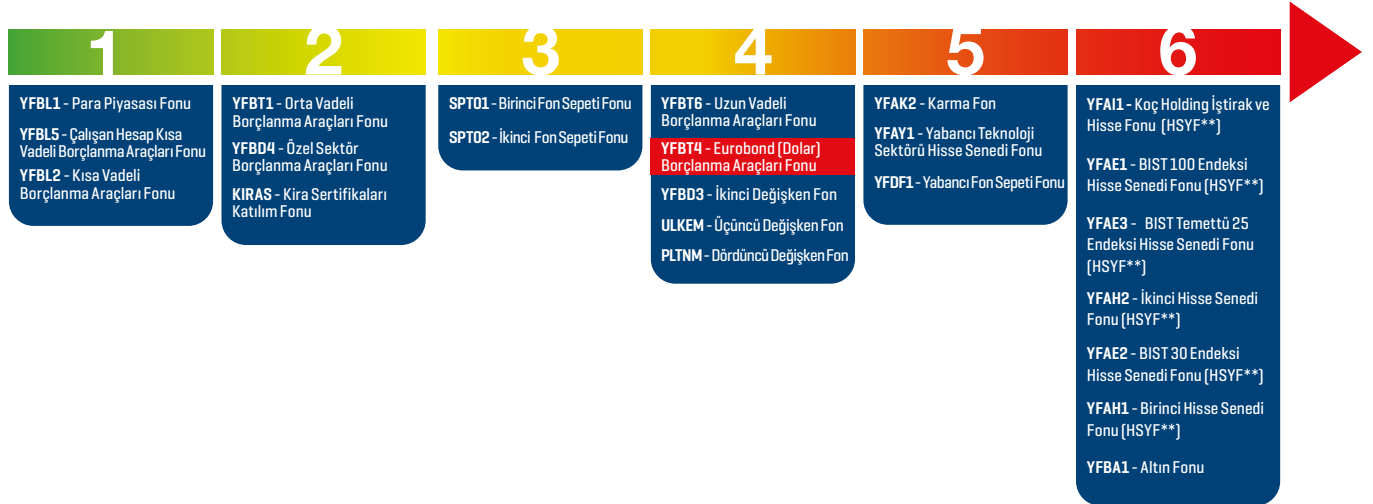 1
YFBL1 - Para Piyasası Fonu
YFBL5 - Çalışan Hesap Kısa
Vadeli Borçlanma Araçları Fonu
YFBL2 - Kısa Vadeli
Borçlanma Araçları Fonu
2
YFBT1 - Orta Vadeli
Borçlanma Araçları Fonu
YFBD4 - Özel Sektör
Borçlanma Araçları Fonu
KIRAS - Kira Sertifikaları
Katılım Fonu
3
SPT01 - Birinci Fon Sepeti Fonu
SPT02 - İkinci Fon Sepeti Fonu
4
YFBT6 - Uzun Vadeli
Borçlanma Araçları Fonu
YFBT4 - Eurobond (Dolar)
Borçlanma Araçları Fonu
YFBD3 - İkinci Değişken Fon
ULKEM - Üçüncü Değişken Fon
PLTNM - Dördüncü Değişken Fon
5
YFAK2 - Karma Fon
YFAY1 - Yabancı Teknoloji
Sektörü Hisse Senedi Fonu
YFDF1 - Yabancı Fon Sepeti Fonu
6
YFAI1 - Koç Holding İştirak ve
Hisse Fonu (HSYF**)
YFAE1 - BIST 100 Endeksi
Hisse Senedi Fonu (HSYF**)
YFAE3 - BIST Temettü 25
Endeksi Hisse Senedi Fonu
(HSYF**)
YFAH2 - İkinci Hisse Senedi
Fonu (HSYF**)
YFAE2 - BIST 30 Endeksi
Hisse Senedi Fonu (HSYF**)
YFAH1 - Birinci Hisse Senedi
Fonu (HSYF**)
YFBA1 - Altın Fonu